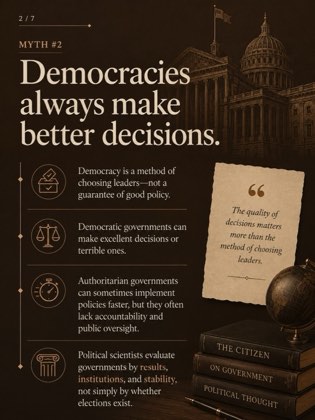 2 / 7
MYTH #2
Democracies
always make
better decisions.
Democracy is a method of
choosing leaders—not a
guarantee of good policy.
Democratic governments can
make excellent decisions or
terrible ones.
Authoritarian governments
can sometimes implement
policies faster, but they often
lack accountability and
public oversight.
Political scientists evaluate
governments by results,
institutions, and stability,
not simply by whether
elections exist.
“
The quality of
decisions matters
more than the
method of choosing
leaders.
THE CITIZEN
ON GOVERNMENT
POLITICAL THOUGHT